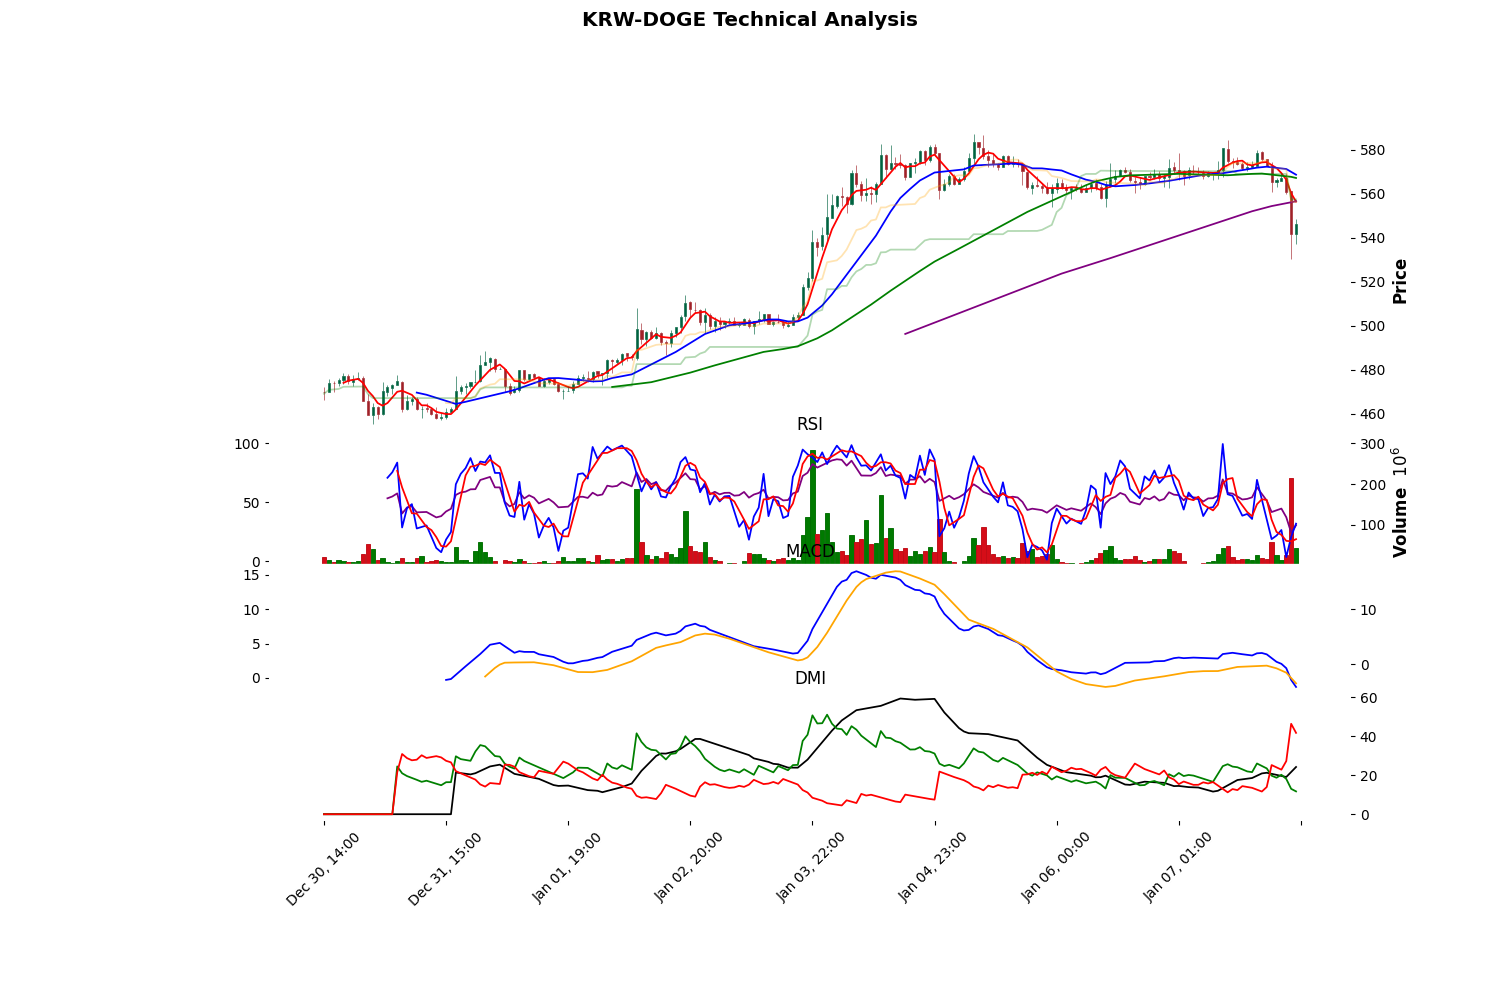 KRW-DOGE Technical Analysis
580
560
540
520
500
480
460
Price
RSI
100
50
0
300
200
100
Volume 10^6
MACD
15
10
5
0
10
0
DMI
60
40
20
0
Dec 30, 14:00
Dec 31, 15:00
Jan 01, 19:00
Jan 02, 20:00
Jan 03, 22:00
Jan 04, 23:00
Jan 06, 00:00
Jan 07, 01:00